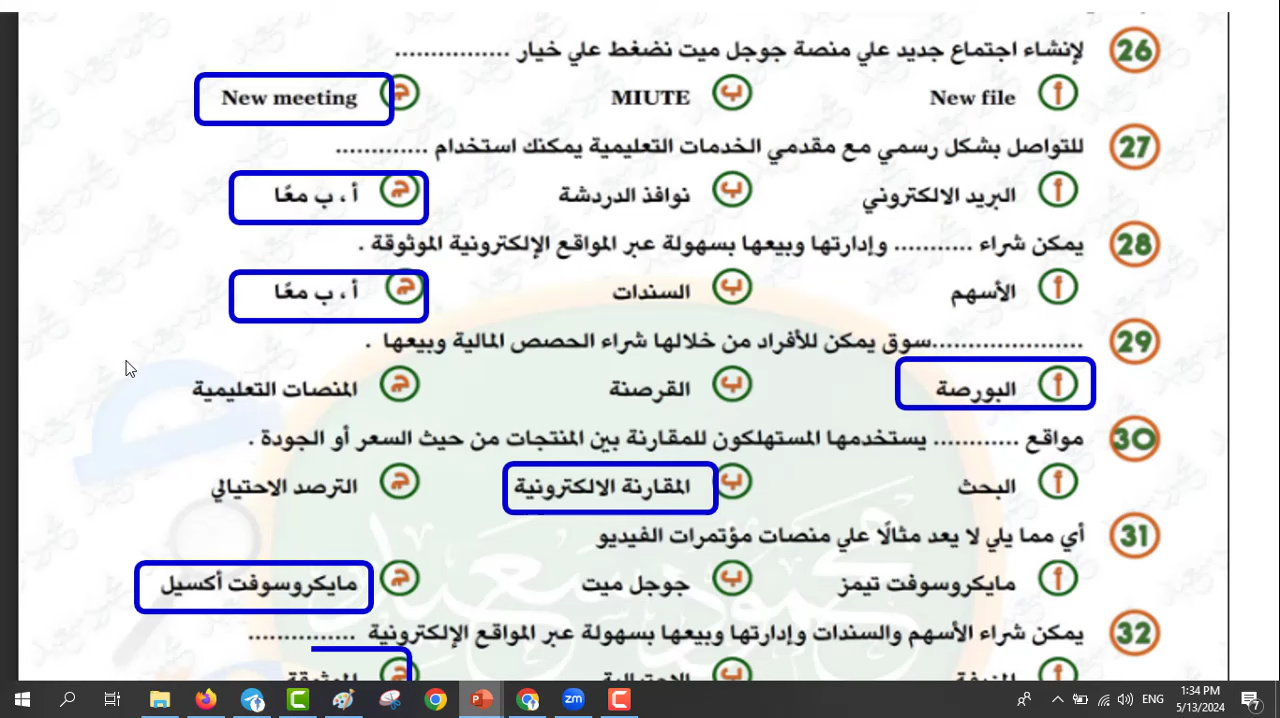 26 لإنشاء اجتماع جديد علي منصة جوجل ميت نضغط علي خيار ...............
أ New file ب MIUTE ج New meeting
27 للتواصل بشكل رسمي مع مقدمي الخدمات التعليمية يمكنك استخدام ............
أ البريد الالكتروني ب نوافذ الدردشة ج أ ، ب معًا
28 يمكن شراء ........... وإدارتها وبيعها بسهولة عبر المواقع الإلكترونية الموثوقة .
أ الأسهم ب السندات ج أ ، ب معًا
29 ....................سوق يمكن للأفراد من خلالها شراء الحصص المالية وبيعها .
أ البورصة ب القرصنة ج المنصات التعليمية
30 مواقع ............ يستخدمها المستهلكون للمقارنة بين المنتجات من حيث السعر أو الجودة .
أ البحث ب المقارنة الالكترونية ج الترصد الاحتيالي
31 أي مما يلي لا يعد مثالًا علي منصات مؤتمرات الفيديو
أ مايكروسوفت تيمز ب جوجل ميت ج مايكروسوفت أكسيل
32 يمكن شراء الأسهم والسندات وإدارتها وبيعها بسهولة عبر المواقع الإلكترونية ..............
ENG
1:34 PM
5/13/2024
7